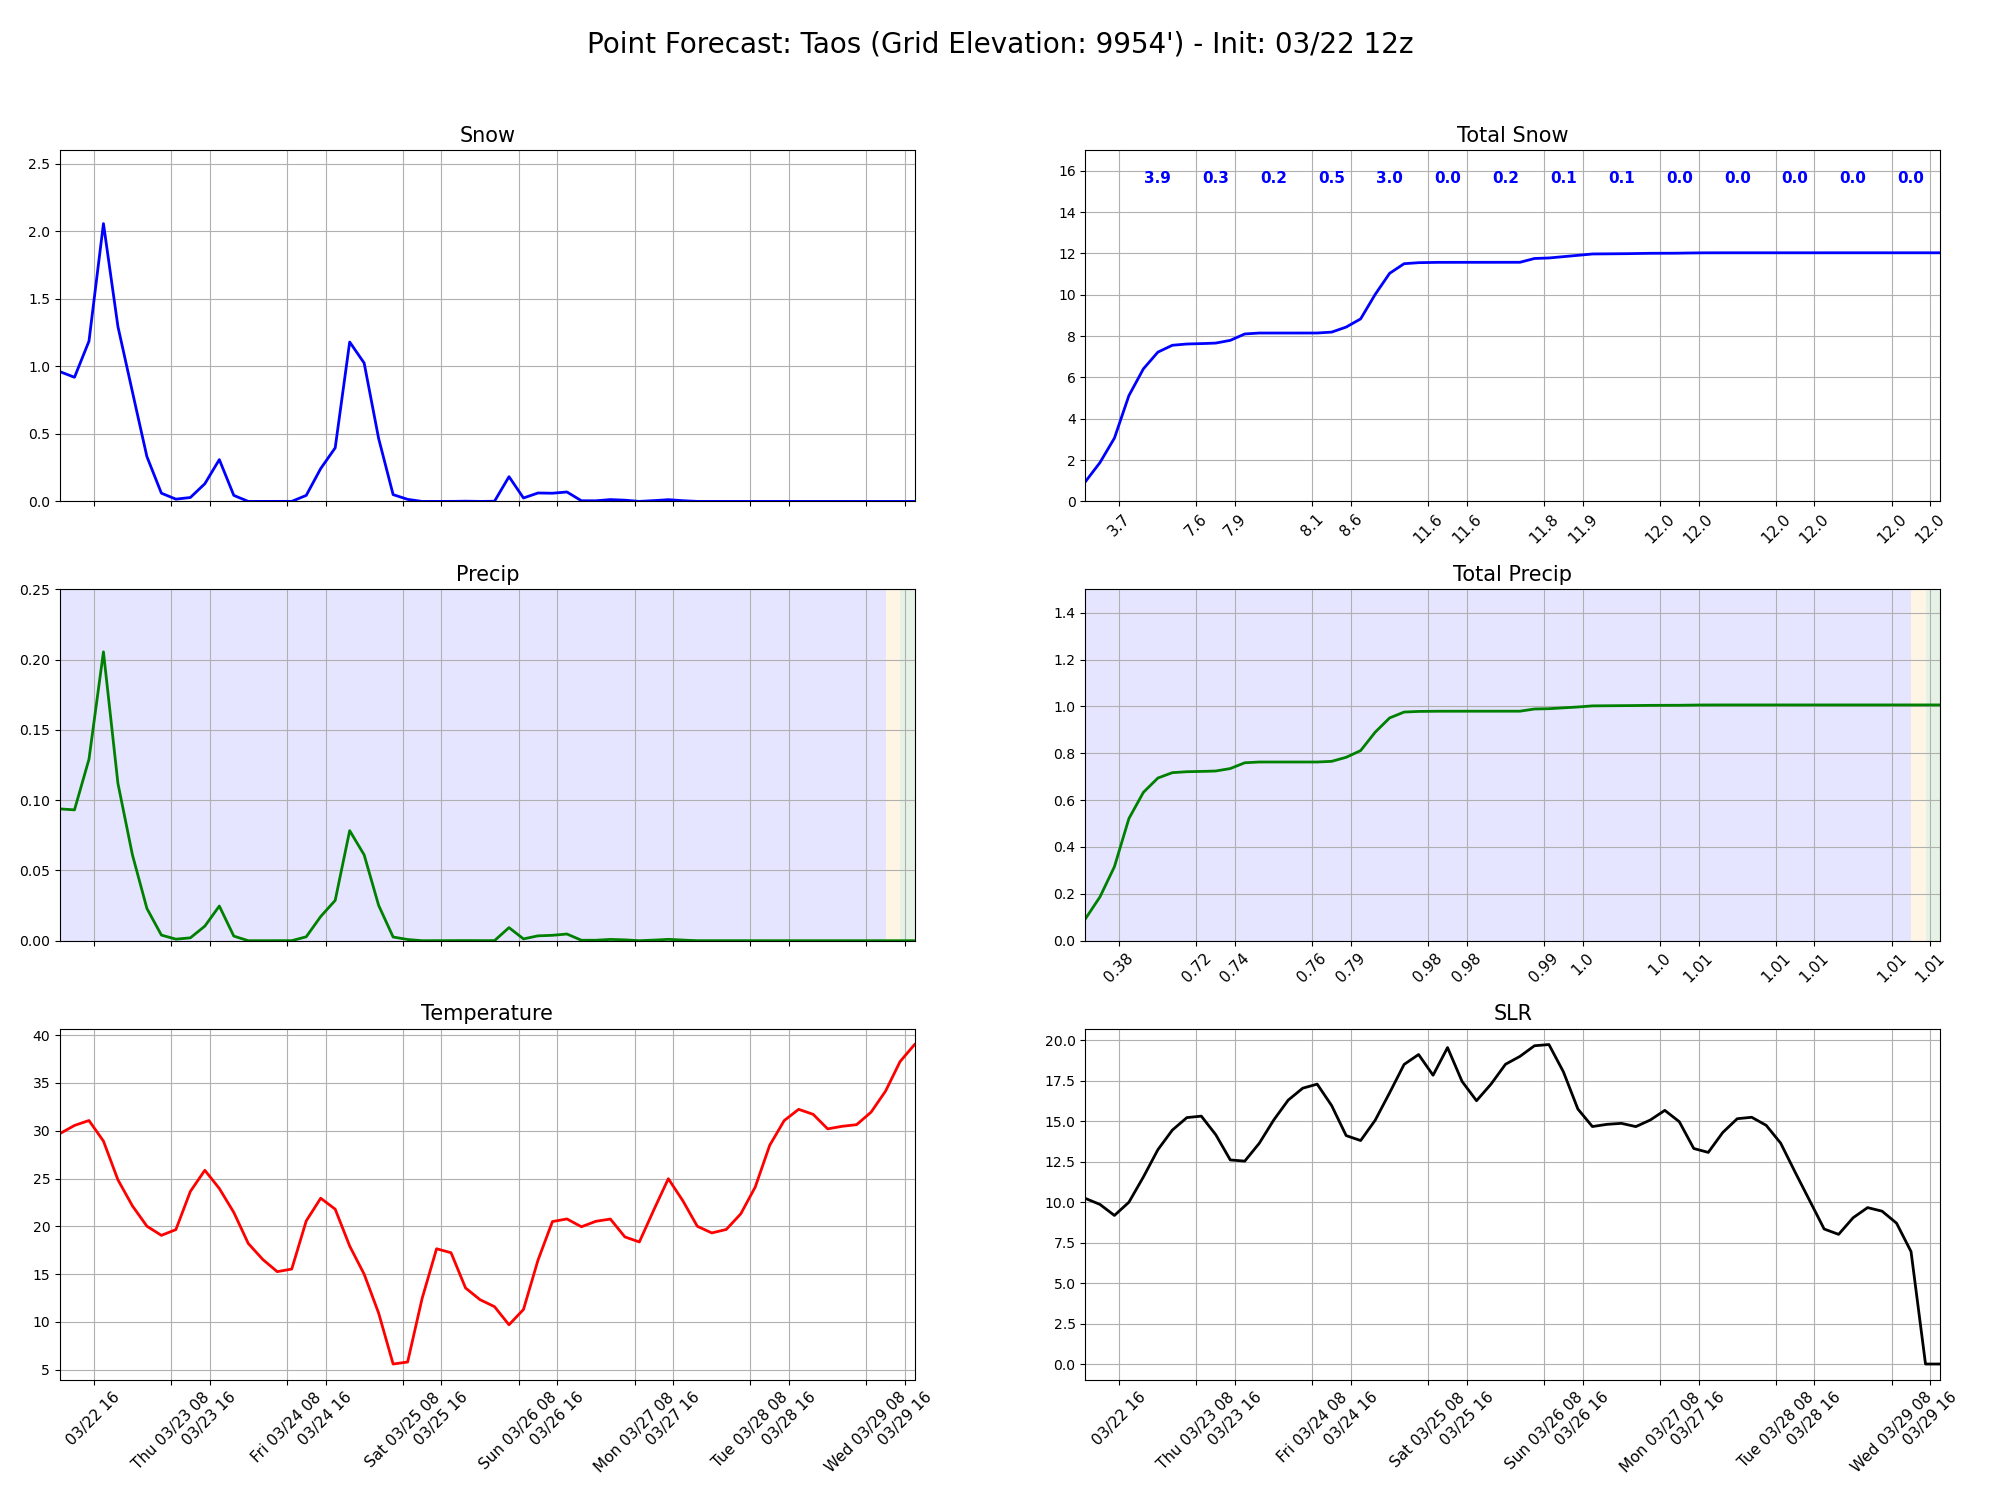 Point Forecast: Taos (Grid Elevation: 9954') - Init: 03/22 12z
Snow
2.5
2.0
1.5
1.0
0.5
0.0
Total Snow
16
14
12
10
8
6
4
2
0
3.9 0.3 0.2 0.5 3.0 0.0 0.2 0.1 0.1 0.0 0.0 0.0 0.0 0.0
3.7 7.6 7.9 8.1 8.6 11.6 11.6 11.8 11.9 12.0 12.0 12.0 12.0 12.0 12.0
Precip
0.25
0.20
0.15
0.10
0.05
0.00
Total Precip
1.4
1.2
1.0
0.8
0.6
0.4
0.2
0.0
0.38 0.72 0.74 0.76 0.79 0.98 0.98 0.99 1.0 1.0 1.01 1.01 1.01 1.01 1.01
Temperature
40
35
30
25
20
15
10
5
03/22 16
Thu 03/23 08
03/23 16
Fri 03/24 08
03/24 16
Sat 03/25 08
03/25 16
Sun 03/26 08
03/26 16
Mon 03/27 08
03/27 16
Tue 03/28 08
03/28 16
Wed 03/29 08
03/29 16
SLR
20.0
17.5
15.0
12.5
10.0
7.5
5.0
2.5
0.0
03/22 16
Thu 03/23 08
03/23 16
Fri 03/24 08
03/24 16
Sat 03/25 08
03/25 16
Sun 03/26 08
03/26 16
Mon 03/27 08
03/27 16
Tue 03/28 08
03/28 16
Wed 03/29 08
03/29 16